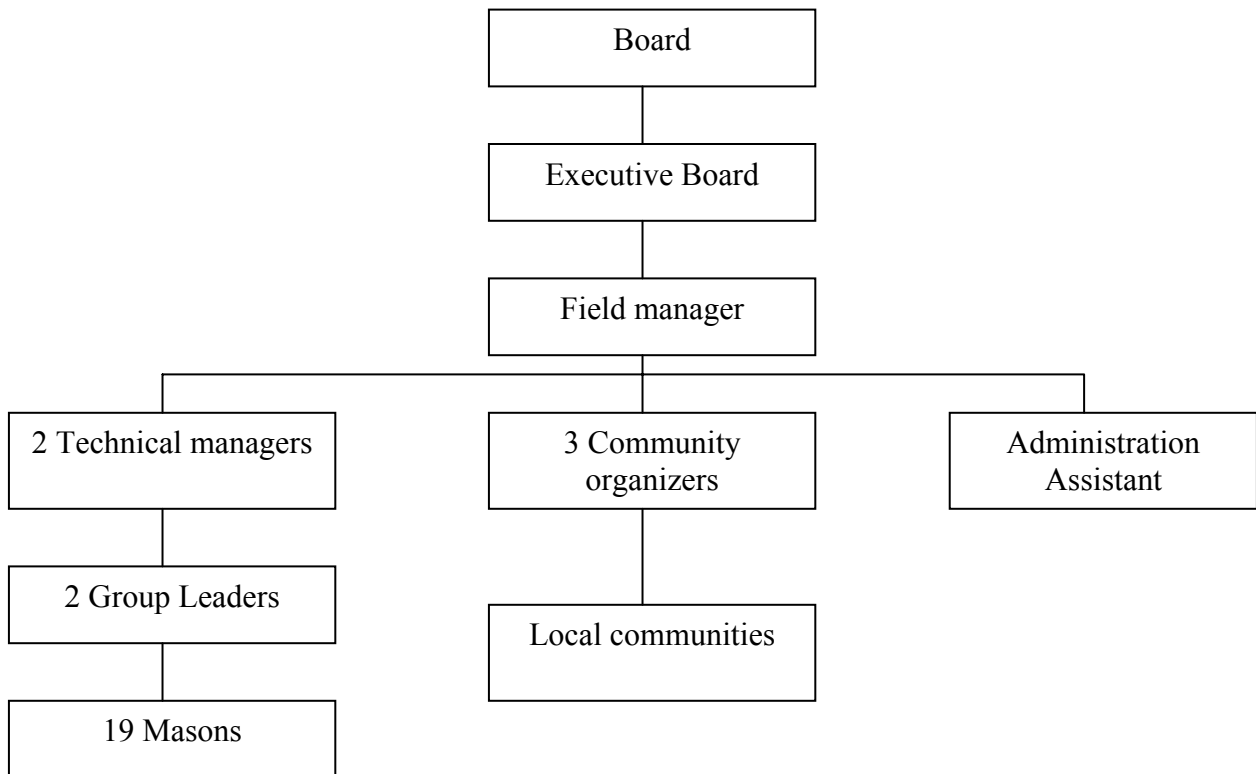 Board
Executive Board
Field manager
2 Technical managers
3 Community
organizers
Administration
Assistant
2 Group Leaders
Local communities
19 Masons